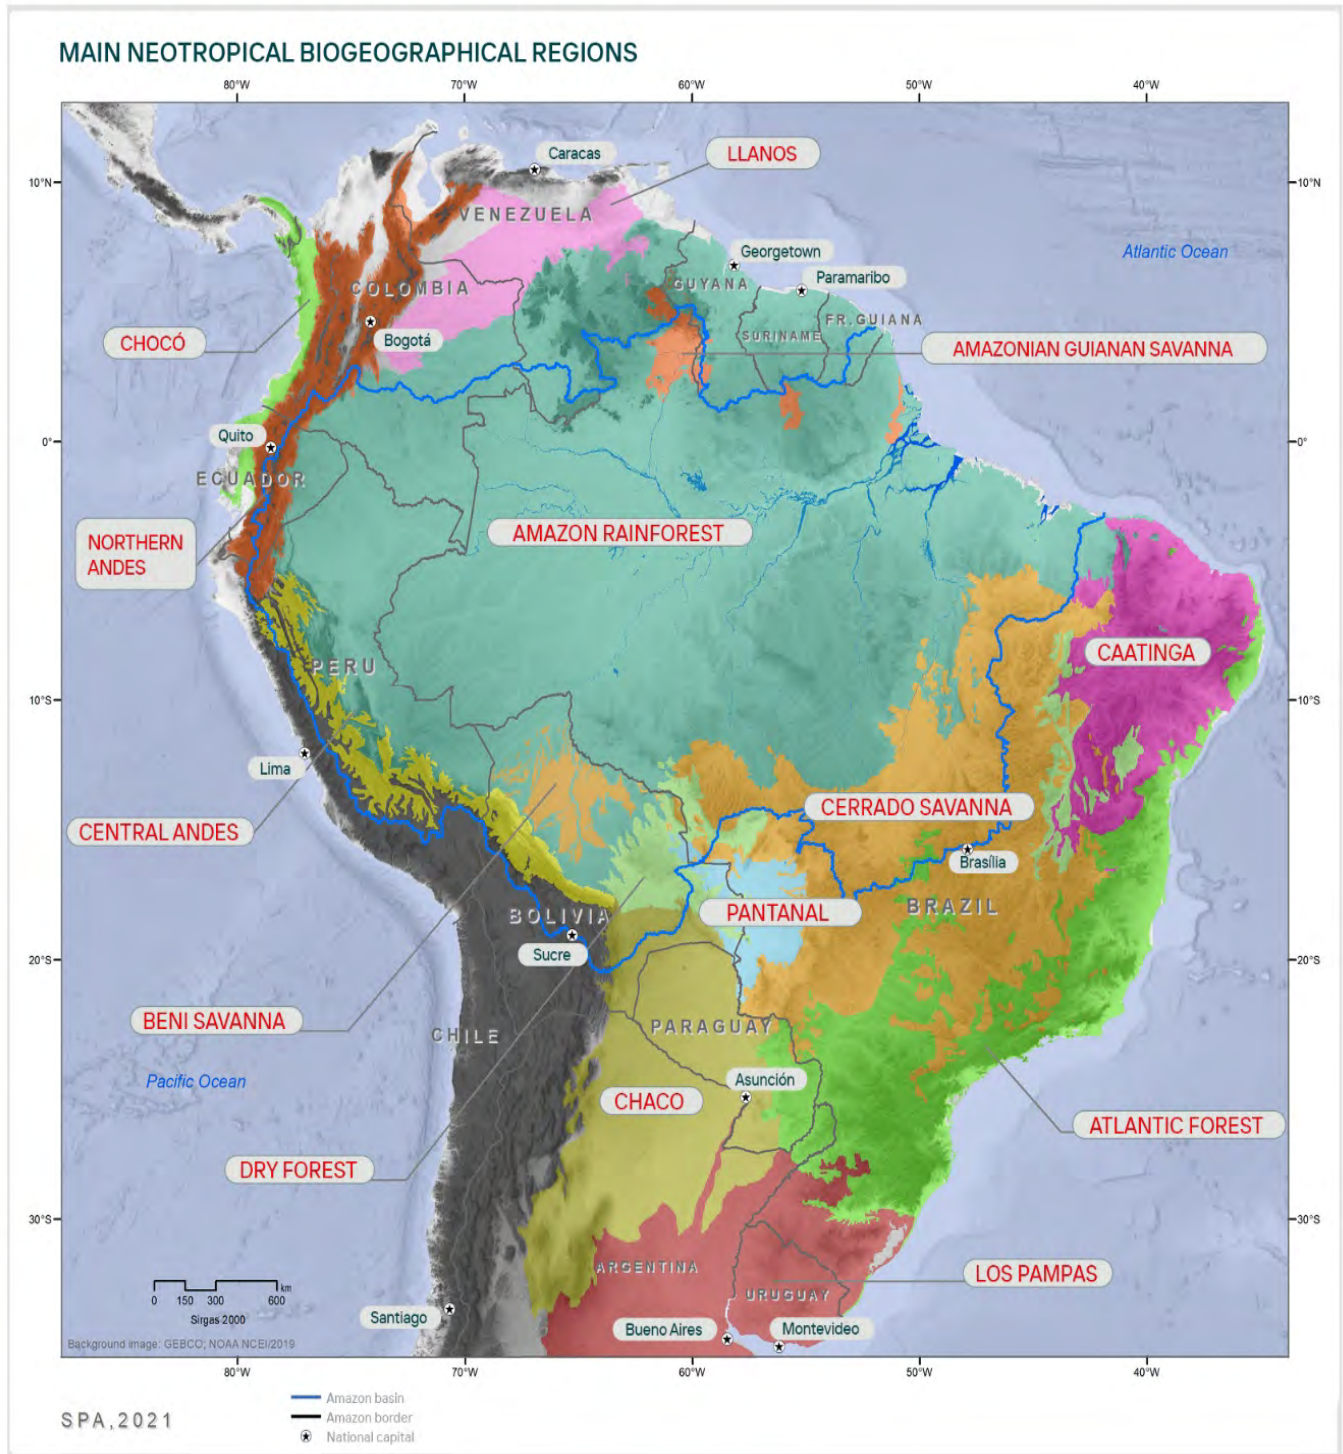 MAIN NEOTROPICAL BIOGEOGRAPHICAL REGIONS
80°W 70°W 60°W 50°W 40°W
Caracas
LLANOS
10°N
10°N
VENEZUELA
Georgetown
Atlantic Ocean
Paramaribo
GUYANA
COLOMBIA
FR.GUIANA
SURINAME
CHOCÓ
Bogotá
AMAZONIAN GUIANAN SAVANNA
Quito
0°
0°
ECUADOR
AMAZON RAINFOREST
NORTHERN
ANDES
CAATINGA
PERU
10°S
10°S
Lima
CENTRAL ANDES
CERRADO SAVANNA
Brasília
BRAZIL
PANTANAL
BOLIVIA
Sucre
20°S
20°S
BENI SAVANNA
PARAGUAY
CHILE
Pacific Ocean
Asunción
CHACO
ATLANTIC FOREST
DRY FOREST
30°S
30°S
ARGENTINA
LOS PAMPAS
URUGUAY
km
0 150 300 600
Sirgas 2000
Santiago
Bueno Aires
Montevideo
Background image: GEBCO; NOAA NCEI/2019
80°W 70°W 60°W 50°W 40°W
Amazon basin
SPA,2021
Amazon border
National capital